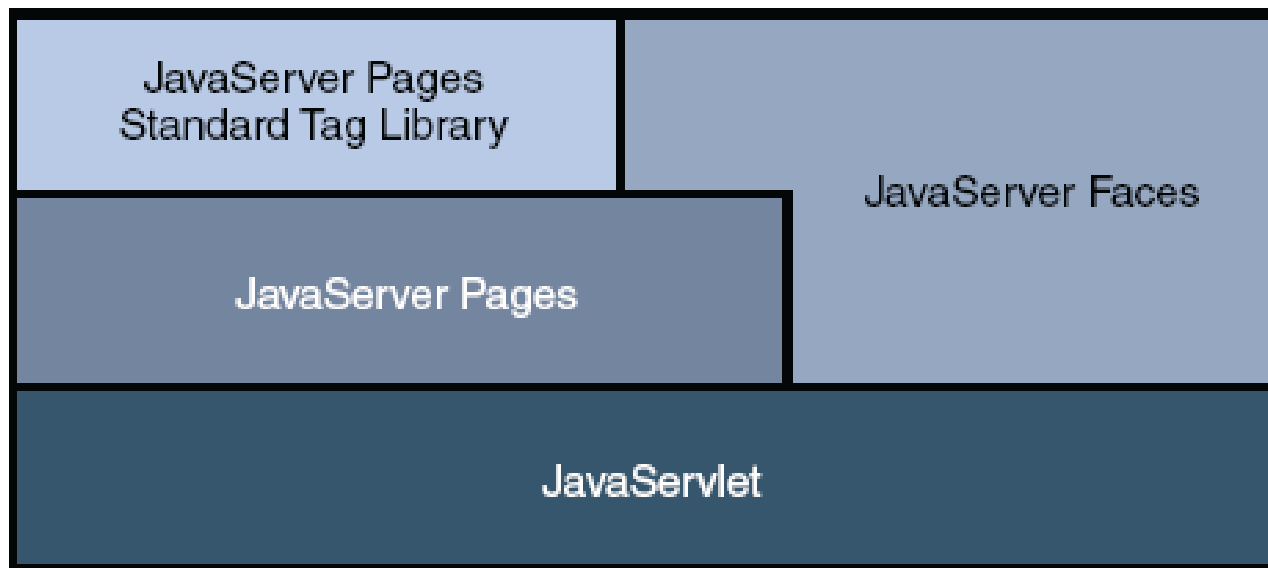 JavaServer Pages
Standard Tag Library
JavaServer Faces
JavaServer Pages
JavaServlet